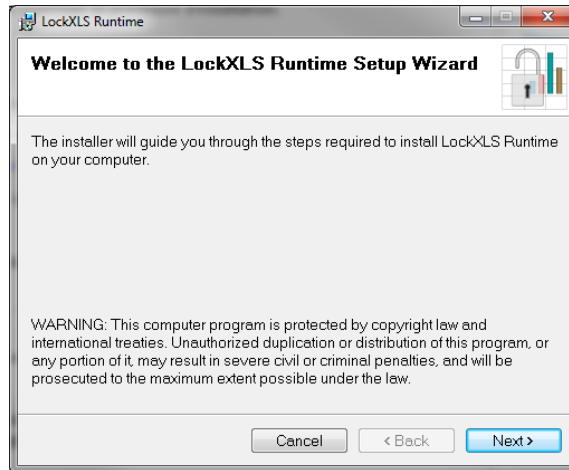 LockXLS Runtime
Welcome to the LockXLS Runtime Setup Wizard
The installer will guide you through the steps required to install LockXLS Runtime
on your computer.
WARNING: This computer program is protected by copyright law and
international treaties. Unauthorized duplication or distribution of this program, or
any portion of it, may result in severe civil or criminal penalties, and will be
prosecuted to the maximum extent possible under the law.
Cancel < Back Next >